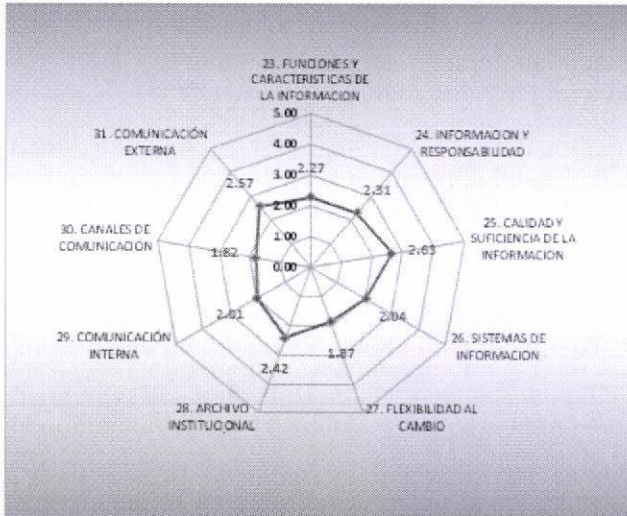 23. FUNCIONES Y
CARACTERISTICAS DE
LA INFORMACION
5.00
4.00
3.00
2.00
1.00
0.00
2.27
24. INFORMACION Y
RESPONSABILIDAD
2.31
25. CALIDAD Y
SUFICIENCIA DE LA
INFORMACION
2.63
26. SISTEMAS DE
INFORMACION
2.04
27. FLEXIBILIDAD AL
CAMBIO
1.87
28. ARCHIVO
INSTITUCIONAL
2.42
29. COMUNICACIÓN
INTERNA
2.01
30. CANALES DE
COMUNICACIÓN
1.82
31. COMUNICACIÓN
EXTERNA
2.57